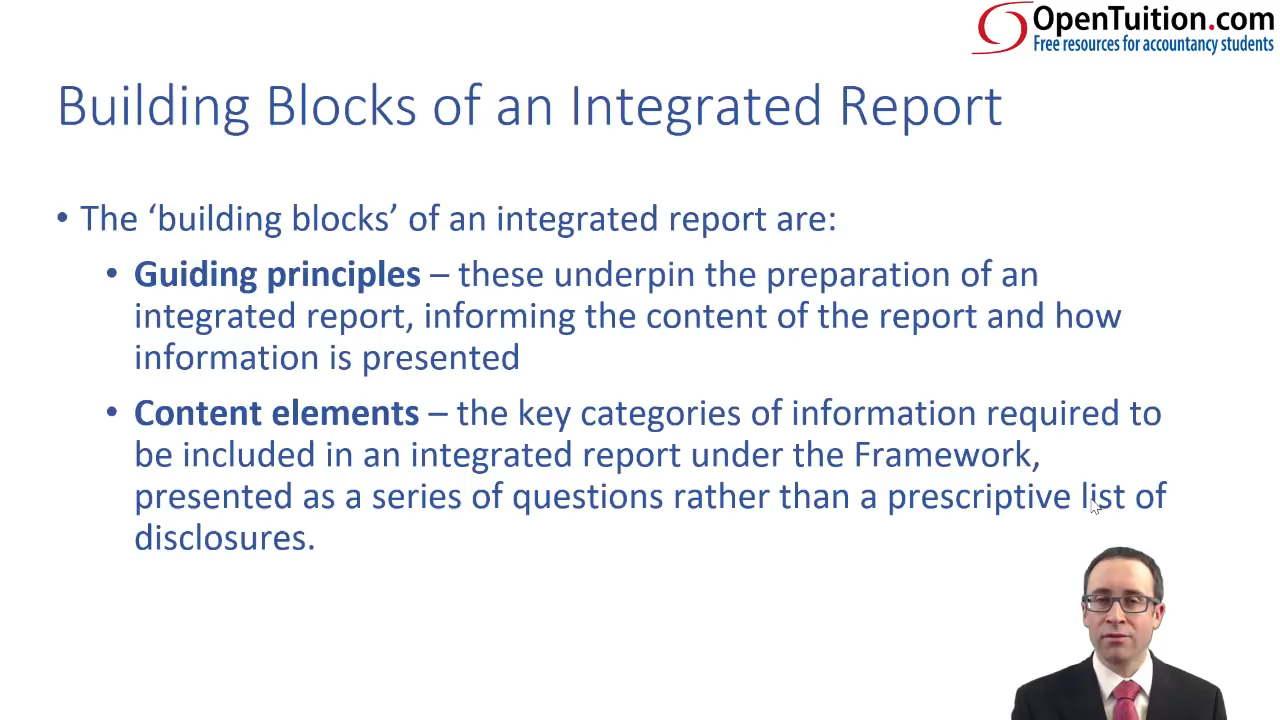 OpenTuition.com
Free resources for accountancy students
Building Blocks of an Integrated Report
• The ‘building blocks’ of an integrated report are:
• Guiding principles – these underpin the preparation of an
integrated report, informing the content of the report and how
information is presented
• Content elements – the key categories of information required to
be included in an integrated report under the Framework,
presented as a series of questions rather than a prescriptive list of
disclosures.